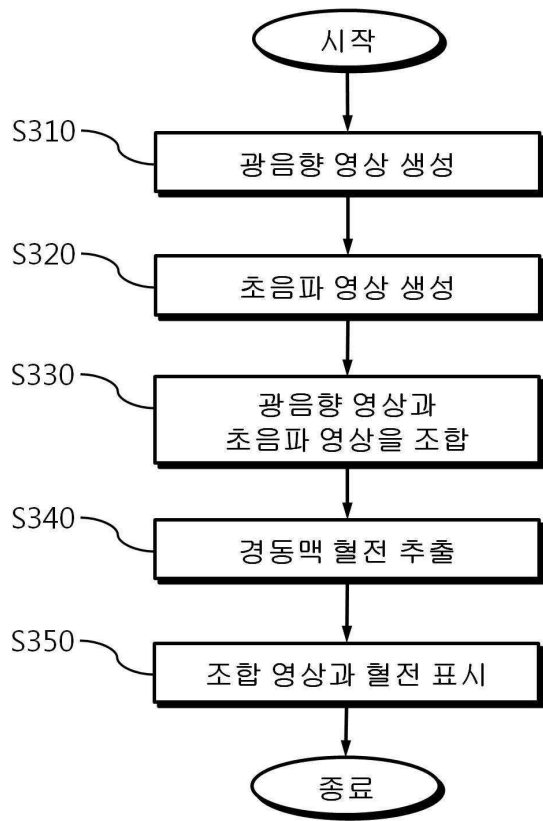 시작
S310
광음향 영상 생성
S320
초음파 영상 생성
S330
광음향 영상과
초음파 영상을 조합
S340
경동맥 혈전 추출
S350
조합 영상과 혈전 표시
종료